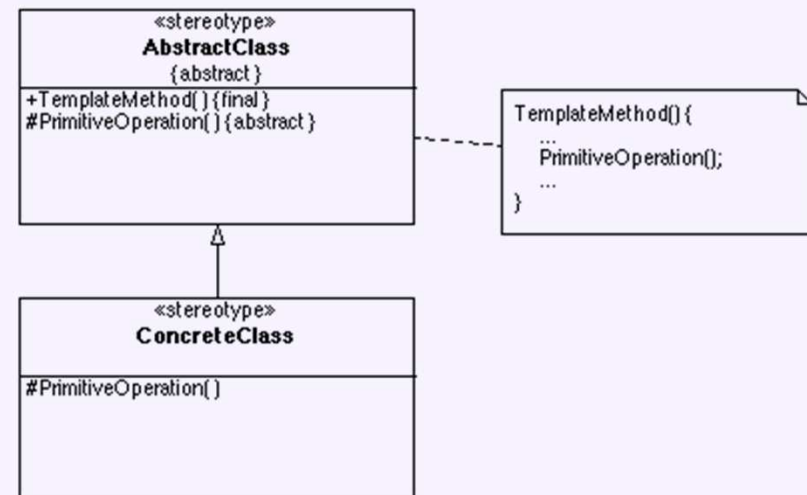 «stereotype»
AbstractClass
{abstract}
+TemplateMethod(){final}
#PrimitiveOperation(){abstract}
TemplateMethod(){
...
PrimitiveOperation();
...
}
«stereotype»
ConcreteClass
#PrimitiveOperation()